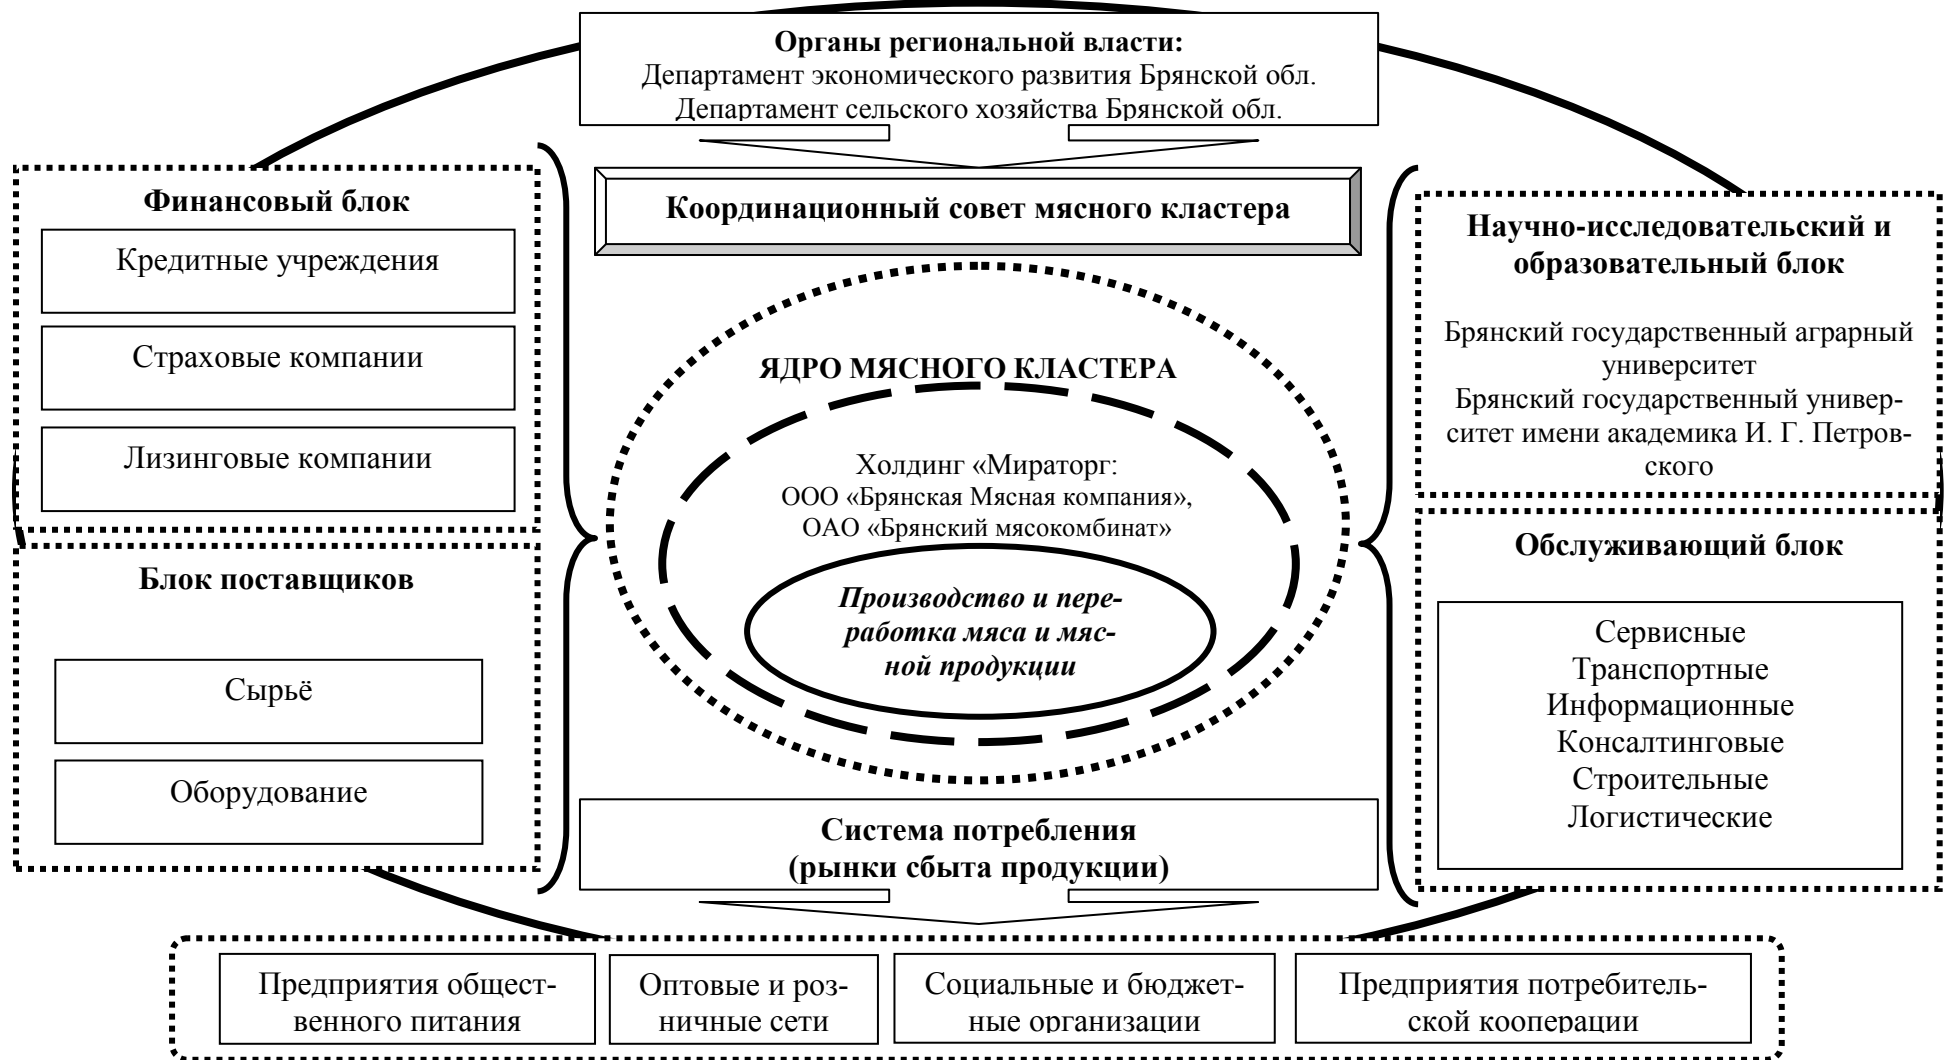 Органы региональной власти:
Департамент экономического развития Брянской обл.
Департамент сельского хозяйства Брянской обл.
Финансовый блок
Кредитные учреждения
Страховые компании
Лизинговые компании
Блок поставщиков
Сырьё
Оборудование
Координационный совет мясного кластера
ЯДРО МЯСНОГО КЛАСТЕРА
Холдинг «Мираторг:
ООО «Брянская Мясная компания»,
ОАО «Брянский мясокомбинат»
Производство и пере-
работка мяса и мяс-
ной продукции
Научно-исследовательский и
образовательный блок
Брянский государственный аграрный
университет
Брянский государственный универ-
ситет имени академика И. Г. Петров-
ского
Обслуживающий блок
Сервисные
Транспортные
Информационные
Консалтинговые
Строительные
Логистические
Система потребления
(рынки сбыта продукции)
Предприятия общест-
венного питания
Оптовые и роз-
ничные сети
Социальные и бюджет-
ные организации
Предприятия потребитель-
ской кооперации